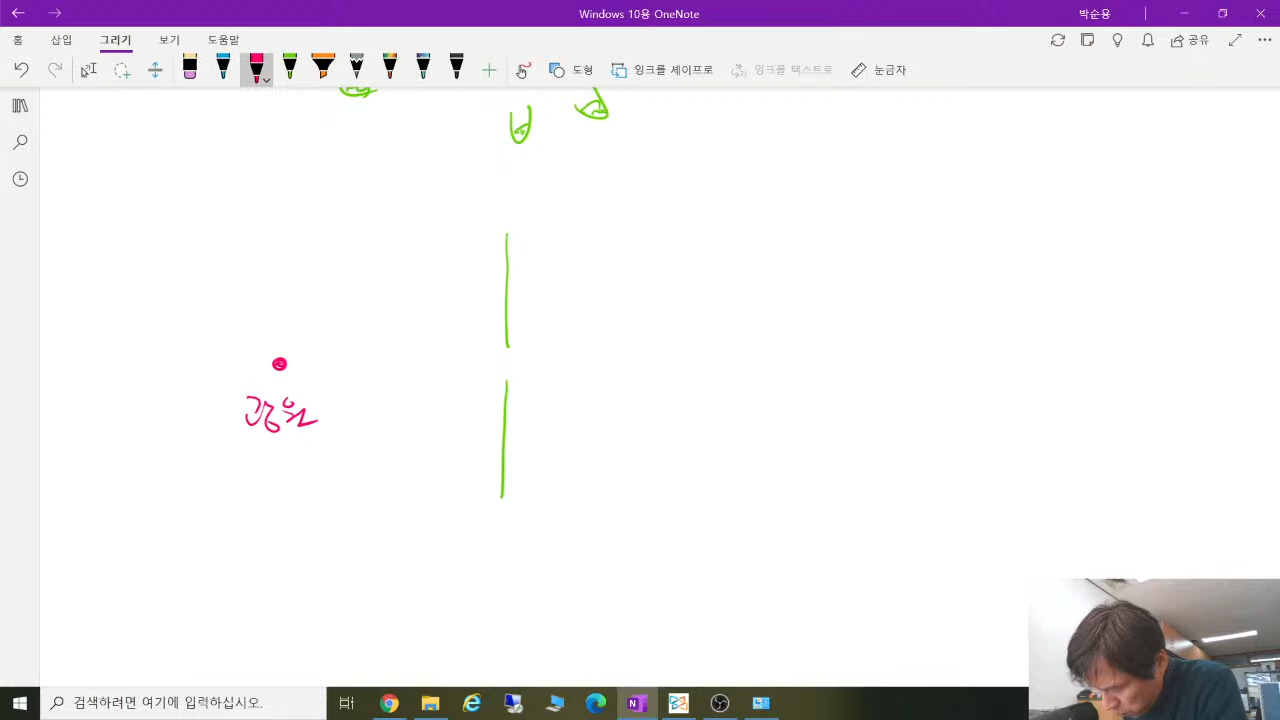 Windows 10용 OneNote
박순용
홈 삽입 그리기 보기 도움말
공유
도형 잉크를 셰이프로 잉크를 텍스트로 눈금자
광원
검색하려면 여기에 입력하십시오.